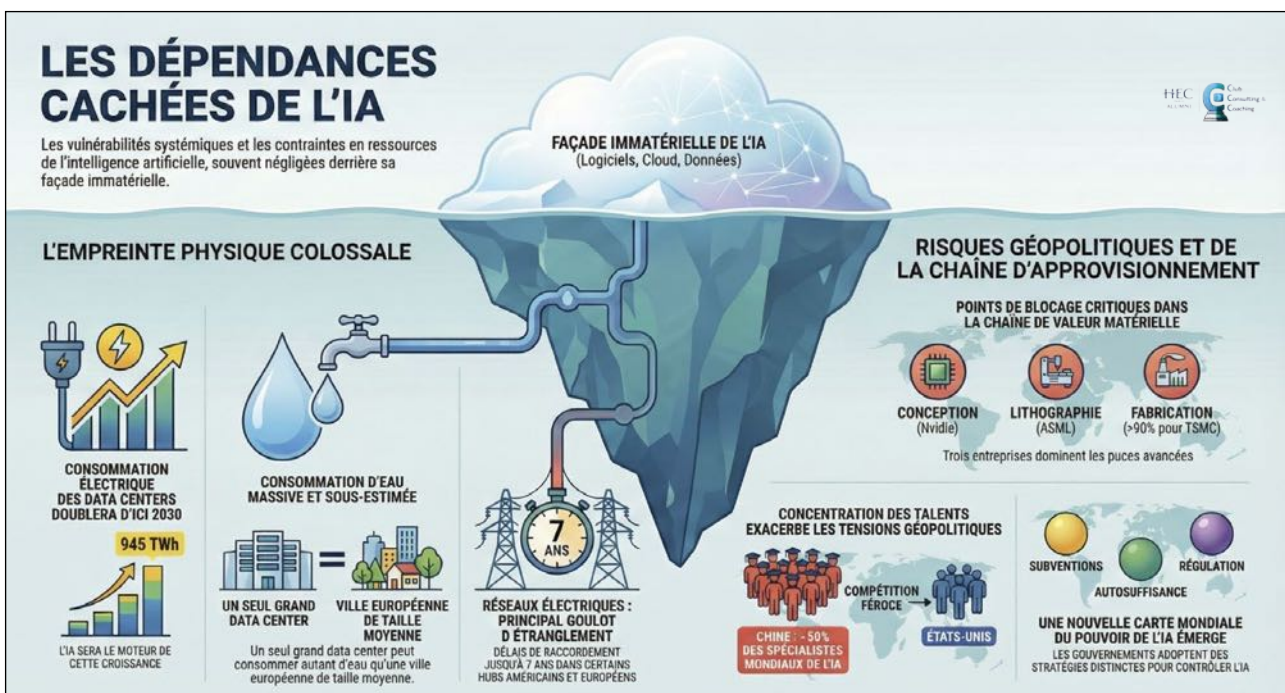 LES DÉPENDANCES
CACHÉES DE L'IA
Les vulnérabilités systémiques et les contraintes en ressources
de l'intelligence artificielle, souvent négligées derrière sa
façade immatérielle.
FAÇADE IMMATÉRIELLE DE L'IA
(Logiciels, Cloud, Données)
HEC
ALUMNI
Club
Consulting &
Coaching
L'EMPREINTE PHYSIQUE COLOSSALE
CONSOMMATION
ÉLECTRIQUE
DES DATA CENTERS
DOUBLERA D'ICI 2030
945 TWh
L'IA SERA LE MOTEUR DE
CETTE CROISSANCE
CONSOMMATION D'EAU
MASSIVE ET SOUS-ESTIMÉE
=
UN SEUL GRAND
DATA CENTER
VILLE EUROPÉENNE
DE TAILLE
MOYENNE
Un seul grand data center peut
consommer autant d'eau qu'une ville
européenne de taille moyenne.
7
ANS
RÉSEAUX ÉLECTRIQUES :
PRINCIPAL GOULOT
D ÉTRANGLEMENT
DÉLAIS DE RACCORDEMENT
JUSQU'À 7 ANS DANS CERTAINS
HUBS AMÉRICAINS ET EUROPÉENS
RISQUES GÉOPOLITIQUES ET DE
LA CHAÎNE D'APPROVISIONNEMENT
POINTS DE BLOCAGE CRITIQUES DANS
LA CHAÎNE DE VALEUR MATÉRIELLE
CONCEPTION
(Nvidie)
LITHOGRAPHIE
(ASML)
FABRICATION
(>90% pour TSMC)
Trois entreprises dominent les puces avancées
CONCENTRATION DES TALENTS
EXACERBE LES TENSIONS GÉOPOLITIQUES
COMPÉTITION
FÉROCE
CHINE : -50%
DES SPÉCIALISTES
MONDIAUX DE L'IA
ÉTATS-UNIS
SUBVENTIONS
RÉGULATION
AUTOSUFFISANCE
UNE NOUVELLE CARTE MONDIALE
DU POUVOIR DE L'IA ÉMERGE
LES GOUVERNEMENTS ADOPTENT DES
STRATÉGIES DISTINCTES POUR CONTRÔLER L'IA